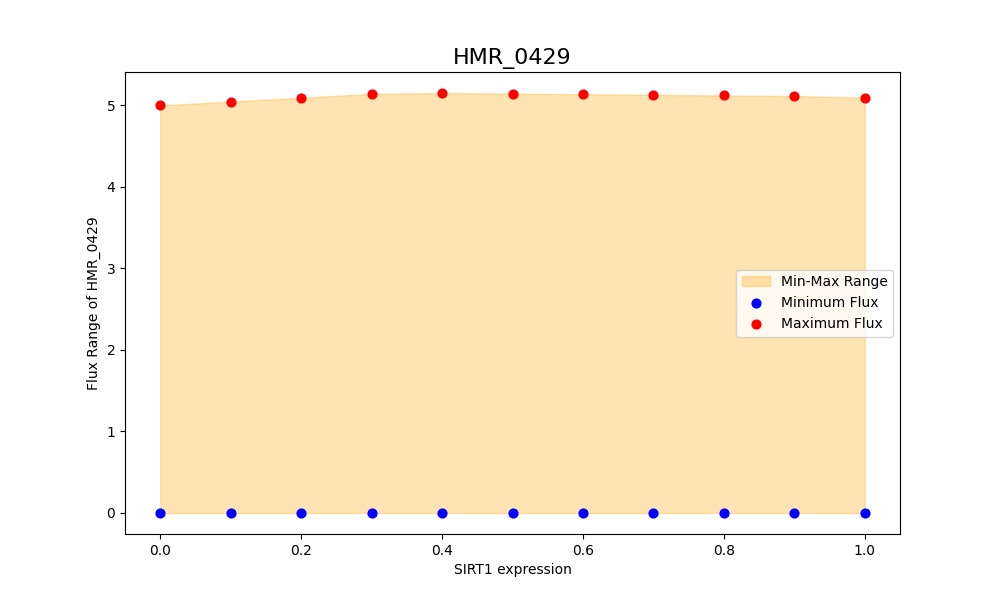 HMR_0429
Flux Range of HMR_0429
5
4
3
2
1
0
Min-Max Range
Minimum Flux
Maximum Flux
0.0 0.2 0.4 0.6 0.8 1.0
SIRT1 expression